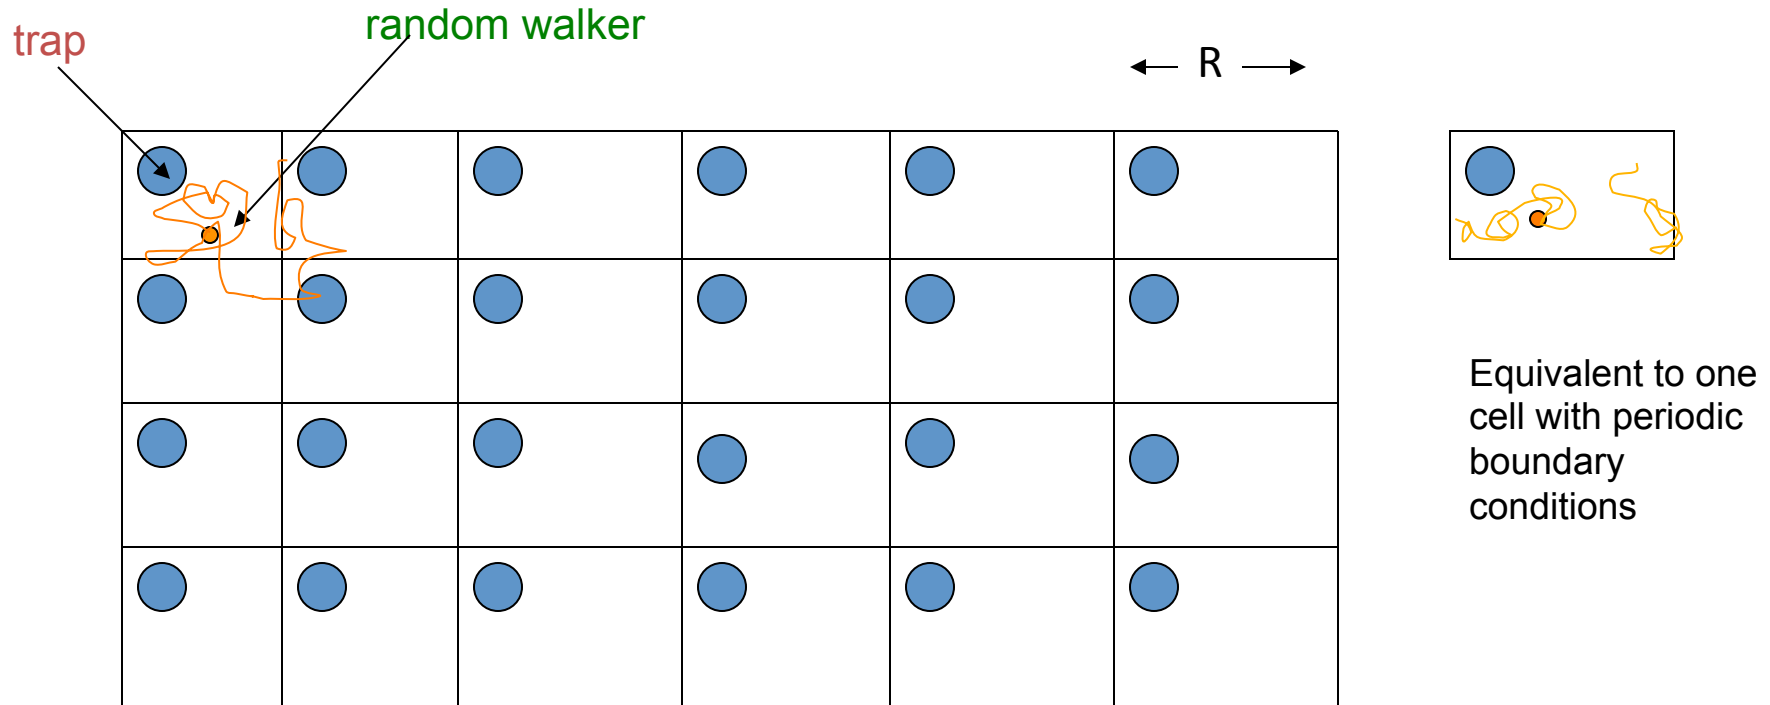 trap
random walker
R
Equivalent to one
cell with periodic
boundary
conditions